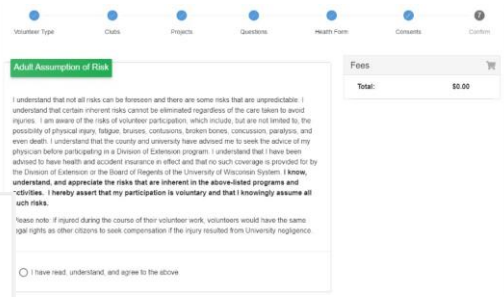 Volunteer Type
Clubs
Projects
Questions
Health Form
Consents
7
Confirm
Adult Assumption of Risk
I understand that not all risks can be foreseen and there are some risks that are unpredictable. I
understand that certain inherent risks cannot be eliminated regardless of the care taken to avoid
injuries. I am aware of the risks of volunteer participation, which include, but are not limited to, the
possibility of physical injury, fatigue, bruises, contusions, broken bones, concussion, paralysis, and
even death. I understand that the county and university have advised me to seek the advice of my
physician before participating in a Division of Extension program. I understand that I have been
advised to have health and accident insurance in effect and that no such coverage is provided for by
the Division of Extension or the Board of Regents of the University of Wisconsin System. I know,
understand, and appreciate the risks that are inherent in the above-listed programs and
ctivities. I hereby assert that my participation is voluntary and that I knowingly assume all
uch risks.
lease note: if injured during the course of their volunteer work, volunteers would have the same
egal rights as other citizens to seek compensation if the injury resulted from University negligence.
I have read, understand, and agree to the above
Fees
Total: $0.00